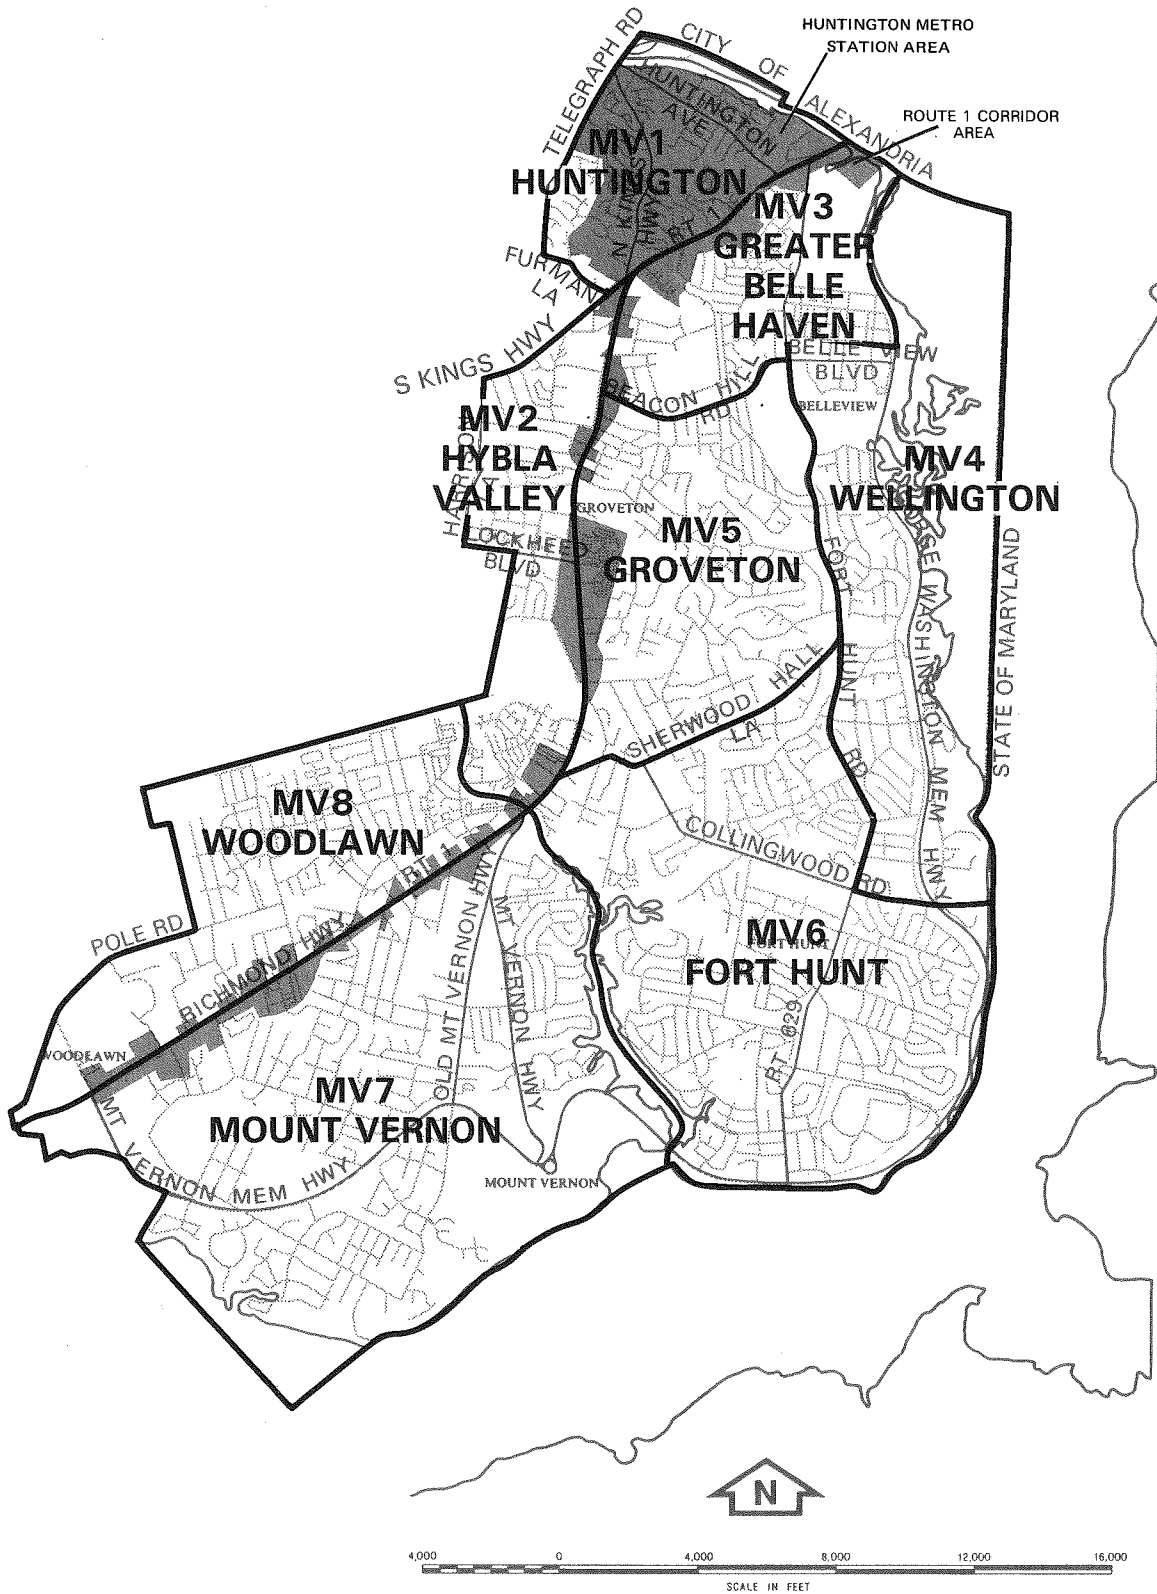 HUNTINGTON METRO
STATION AREA
CITY OF ALEXANDRIA
TELEGRAPH RD
HUNTINGTON
AVE
ROUTE 1 CORRIDOR
AREA
MV1
HUNTINGTON
N KINGS
HWY
RT 1
MV3
GREATER
BELLE
HAVEN
FURMAN
LA
S KINGS HWY
BELLE VIEW
BLVD
BEACON HILL
RD
BELLEVIEW
MV2
HYBLA
VALLEY
HARRISON
LA
MV4
WELLINGTON
GROVETON
MV5
GROVETON
LOCKHEED
BLVD
FORT HUNT RD
GEORGE WASHINGTON MEM HWY
STATE OF MARYLAND
SHERWOOD HALL
LA
MV8
WOODLAWN
COLLINGWOOD RD
RICHMOND HWY RT 1
OLD MT VERNON HWY
MT VERNON HWY
POLE RD
MV6
FORT HUNT
FORT HUNT
RT 629
WOODLAWN
MV7
MOUNT VERNON
MT VERNON MEM HWY
MOUNT VERNON
N
4,000 0 4,000 8,000 12,000 16,000
SCALE IN FEET